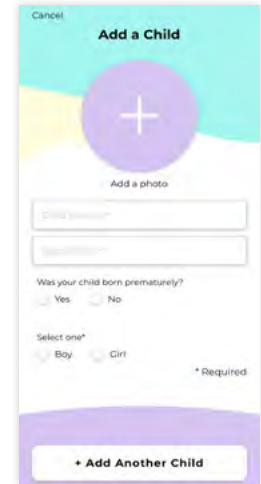 Cancel
Add a Child
Add a photo
Was your child born prematurely?
Yes No
Select one*
Boy Girl
* Required
+ Add Another Child